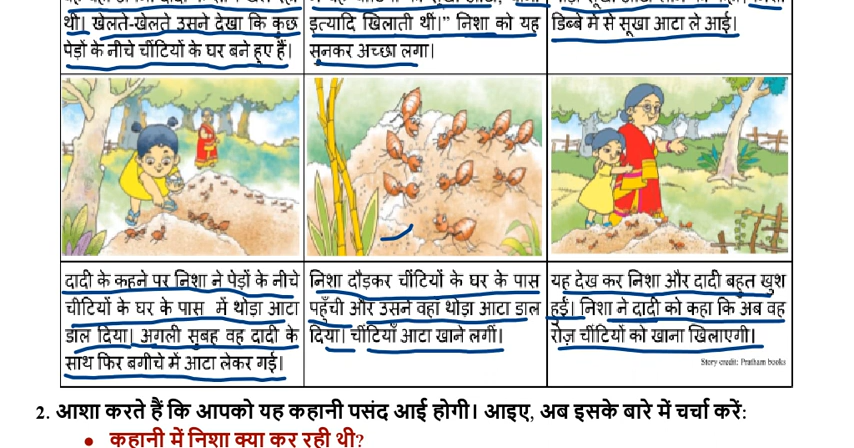 थी। खेलते-खेलते उसने देखा कि कुछ
पेड़ों के नीचे चींटियों के घर बने हुए हैं।
इत्यादि खिलाती थीं।” निशा को यह
सुनकर अच्छा लगा।
डिब्बे में से सूखा आटा ले आई।
दादी के कहने पर निशा ने पेड़ों के नीचे
चींटियों के घर के पास में थोड़ा आटा
डाल दिया। अगली सुबह वह दादी के
साथ फिर बगीचे में आटा लेकर गई।
निशा दौड़कर चींटियों के घर के पास
पहुँची और उसने वहां थोड़ा आटा डाल
दिया। चींटियाँ आटा खाने लगीं।
यह देख कर निशा और दादी बहुत खुश
हुईं। निशा ने दादी को कहा कि अब वह
रोज़ चींटियों को खाना खिलाएगी।
Story credit: Pratham books
2. आशा करते हैं कि आपको यह कहानी पसंद आई होगी। आइए, अब इसके बारे में चर्चा करें:
• कहानी में निशा क्या कर रही थी?